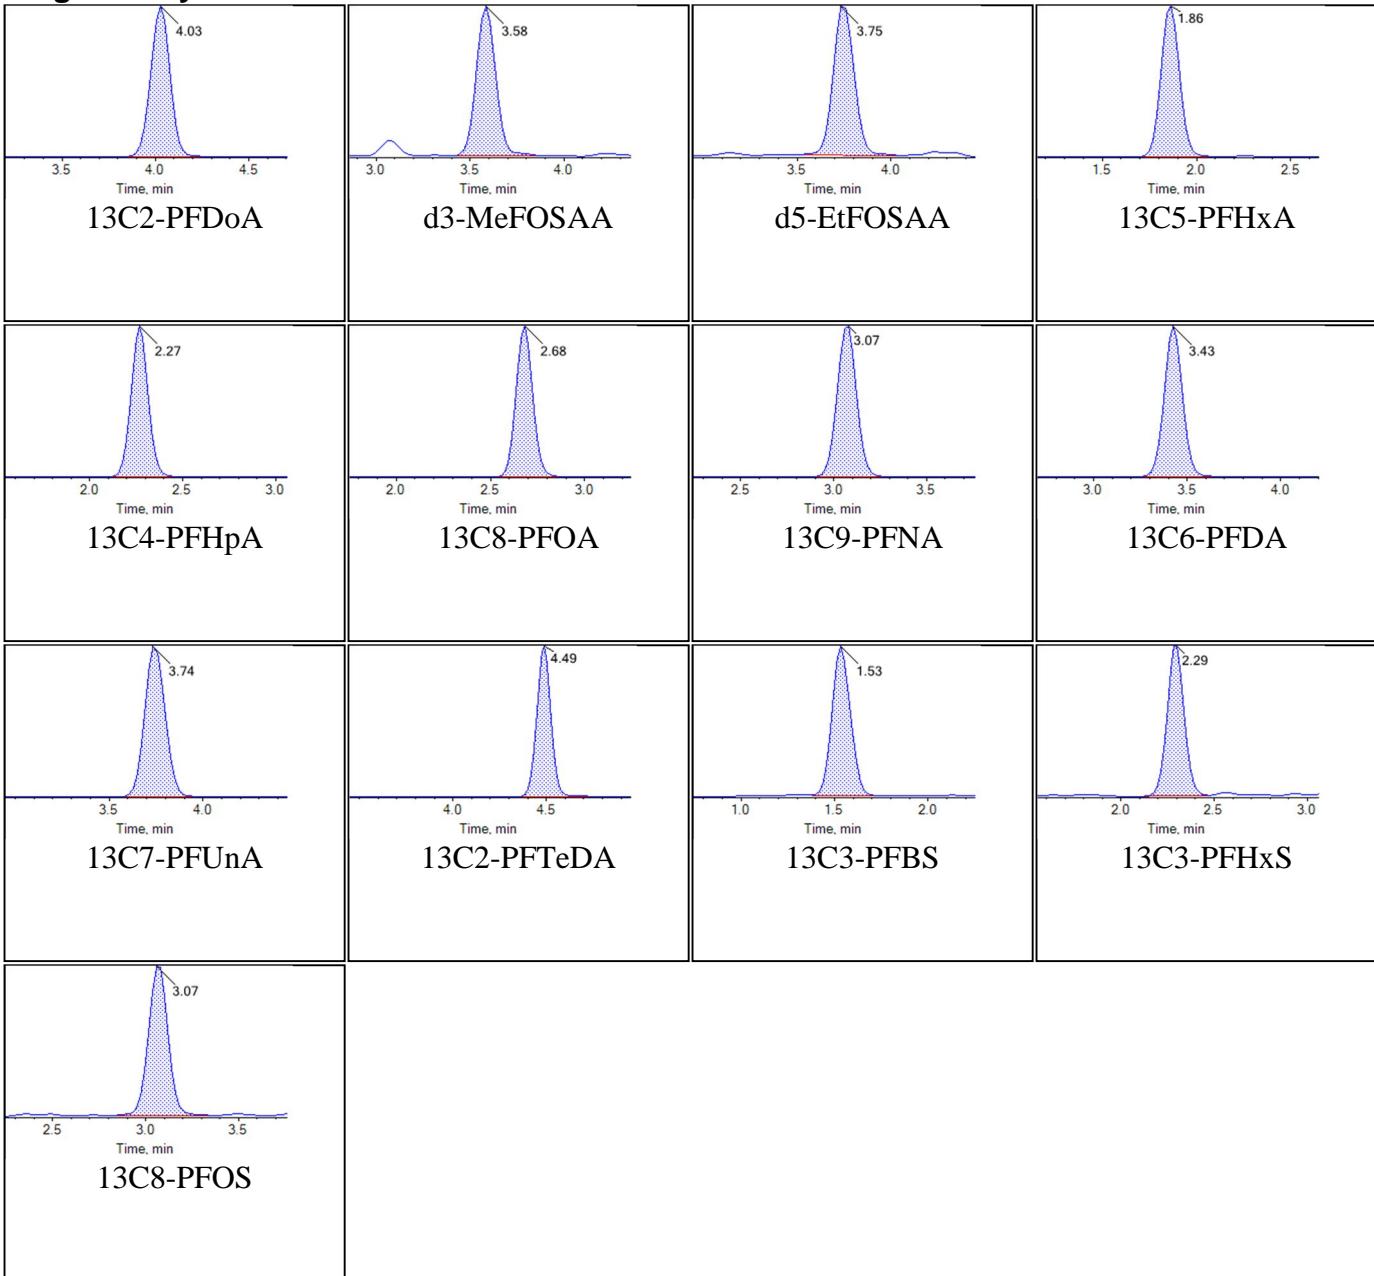 4.03 3.58 3.75 1.86
3.5 4.0 4.5 3.0 3.5 4.0 3.5 4.0 1.5 2.0 2.5
Time, min Time, min Time, min Time, min
13C2-PFDoA d3-MeFOSAA d5-EtFOSAA 13C5-PFHxA
2.27 2.68 3.07 3.43
2.0 2.5 3.0 2.0 2.5 3.0 2.5 3.0 3.5 3.0 3.5 4.0
Time, min Time, min Time, min Time, min
13C4-PFHpA 13C8-PFOA 13C9-PFNA 13C6-PFDA
3.74 4.49 1.53 2.29
3.5 4.0 4.0 4.5 1.0 1.5 2.0 2.0 2.5 3.0
Time, min Time, min Time, min Time, min
13C7-PFUnA 13C2-PFTeDA 13C3-PFBS 13C3-PFHxS
3.07
2.5 3.0 3.5
Time, min
13C8-PFOS